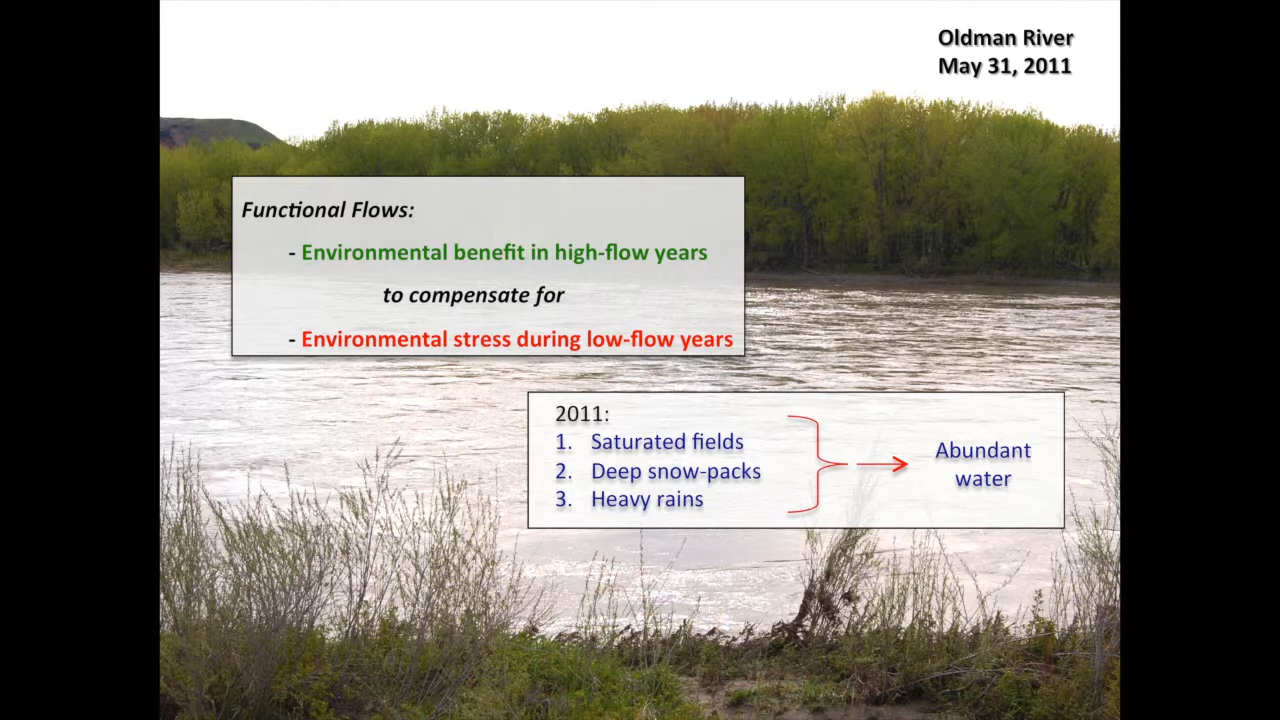 Oldman River
May 31, 2011
Functional Flows:
- Environmental benefit in high-flow years
to compensate for
- Environmental stress during low-flow years
2011:
1. Saturated fields
2. Deep snow-packs
3. Heavy rains
Abundant
water